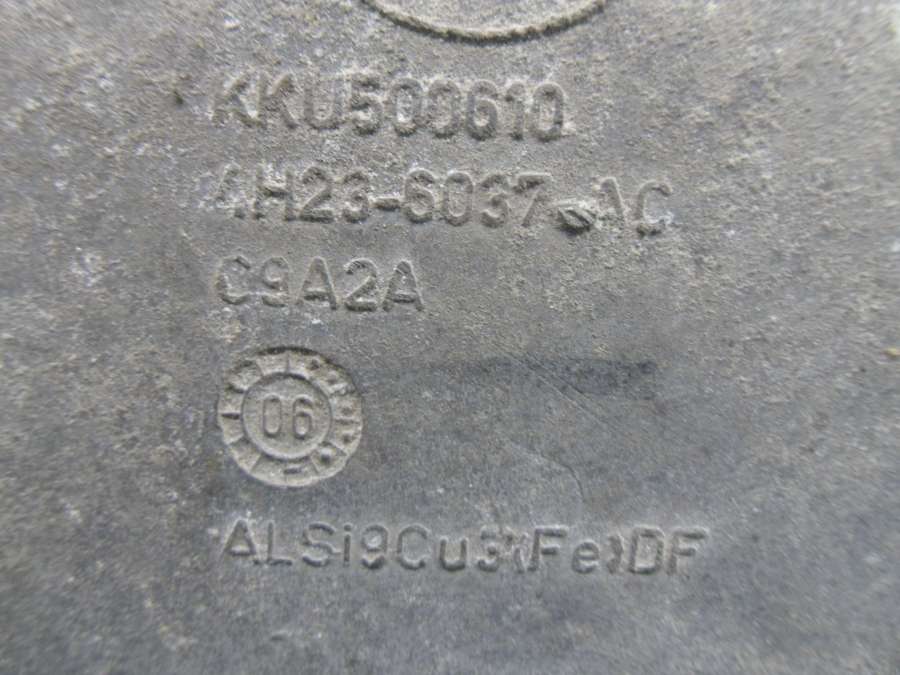 KKU500610
4H23-6037-AC
C9A2A
06
ALSi9Cu3(Fe)DF